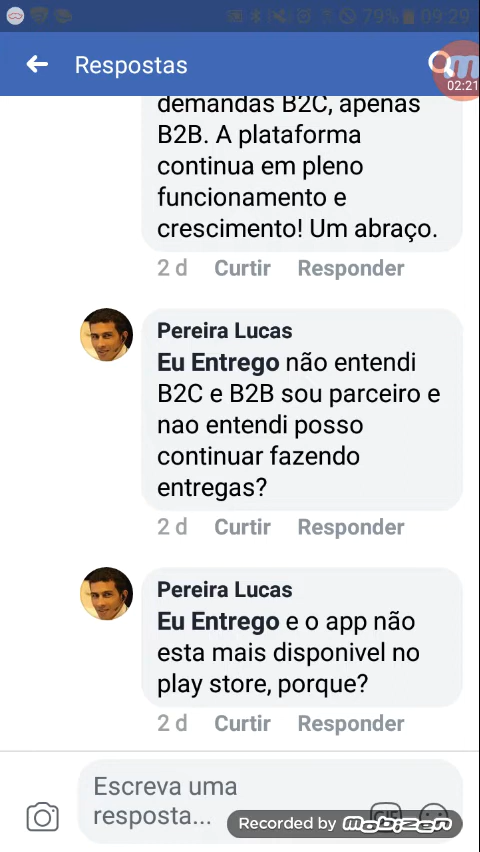 79% 09:29
Respostas
02:21
demandas B2C, apenas
B2B. A plataforma
continua em pleno
funcionamento e
crescimento! Um abraço.
2 d Curtir Responder
Pereira Lucas
Eu Entrego não entendi
B2C e B2B sou parceiro e
nao entendi posso
continuar fazendo
entregas?
2 d Curtir Responder
Pereira Lucas
Eu Entrego e o app não
esta mais disponivel no
play store, porque?
2 d Curtir Responder
Escreva uma
resposta...
GIF
Recorded by mobizen